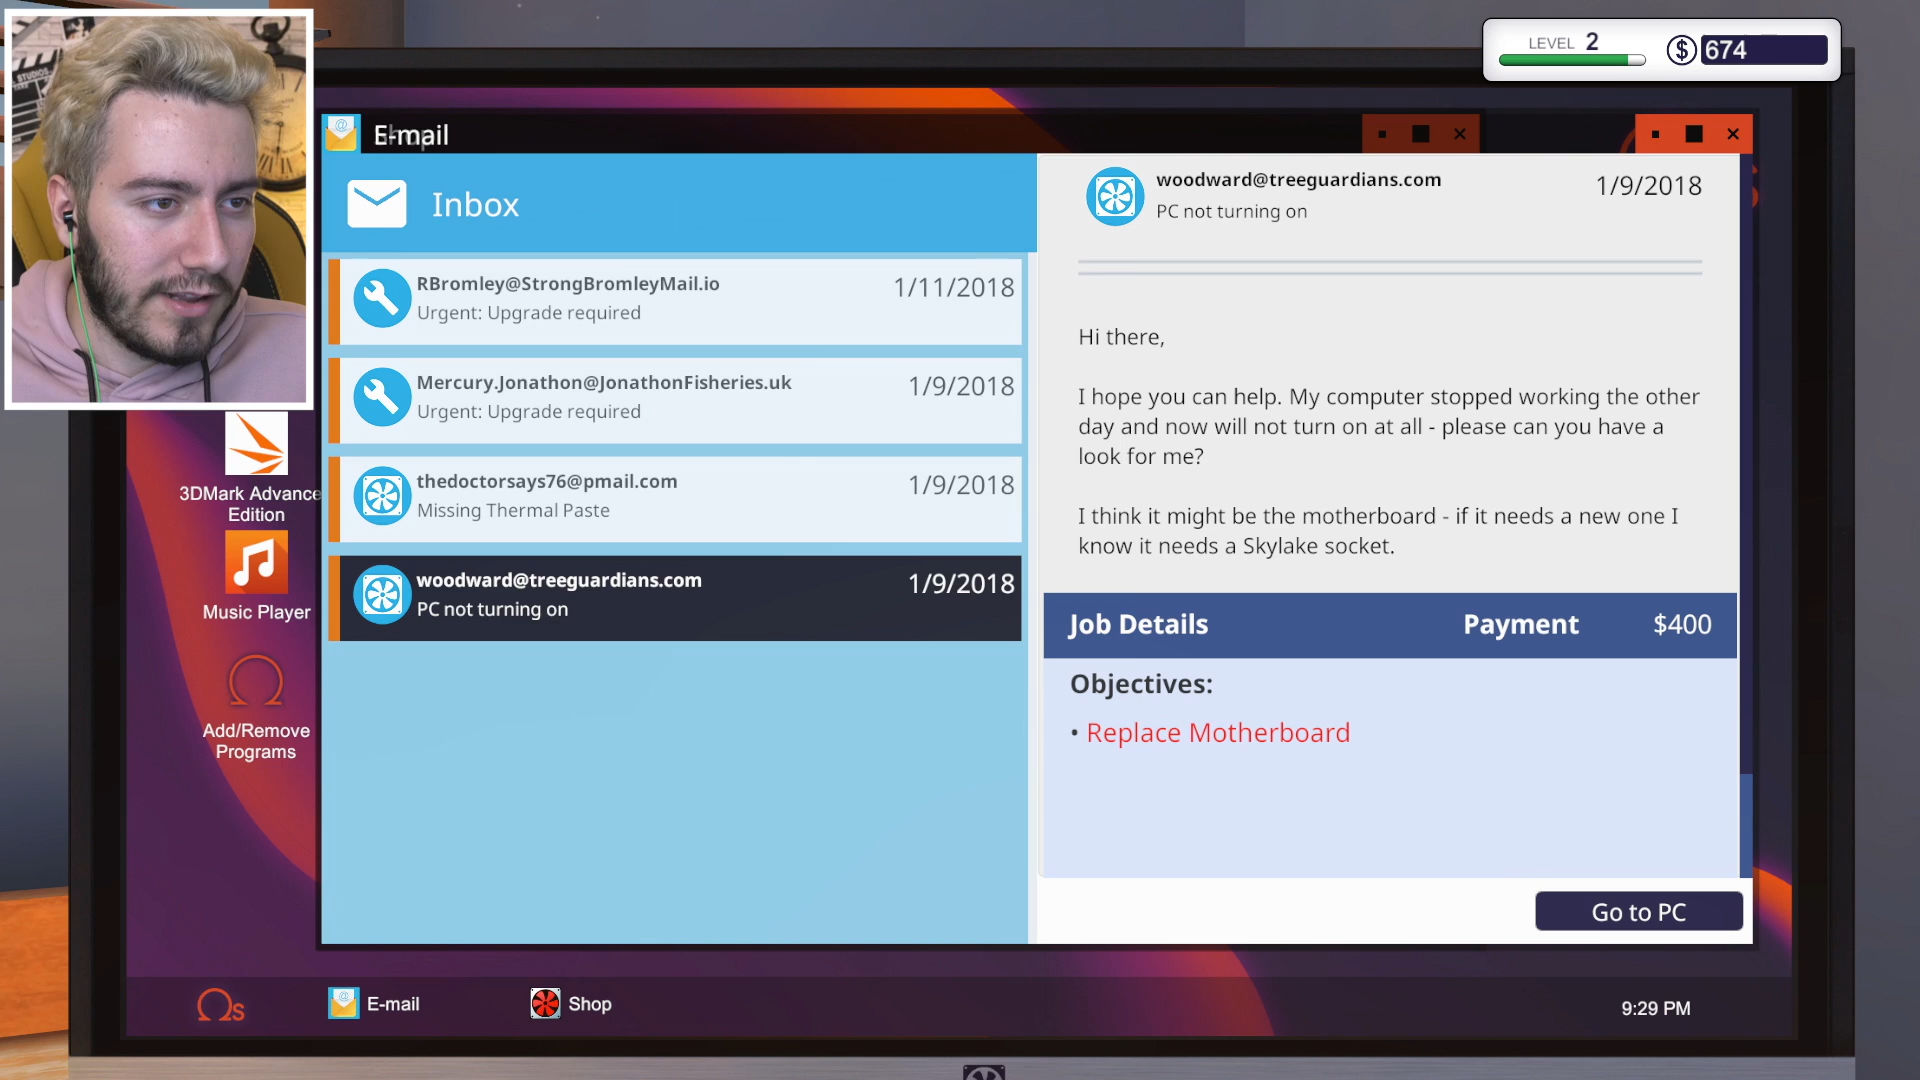 STUDIOS
LEVEL 2
$ 674
E-mail
Inbox
RBromley@StrongBromleyMail.io
1/11/2018
Urgent: Upgrade required
Mercury.Jonathon@JonathonFisheries.uk
1/9/2018
Urgent: Upgrade required
thedoctorsays76@pmail.com
1/9/2018
Missing Thermal Paste
woodward@treeguardians.com
1/9/2018
PC not turning on
woodward@treeguardians.com
1/9/2018
PC not turning on
Hi there,
I hope you can help. My computer stopped working the other
day and now will not turn on at all - please can you have a
look for me?
I think it might be the motherboard - if it needs a new one I
know it needs a Skylake socket.
Job Details Payment $400
Objectives:
• Replace Motherboard
Go to PC
3DMark Advance
Edition
Music Player
Add/Remove
Programs
Ωs
E-mail
Shop
9:29 PM